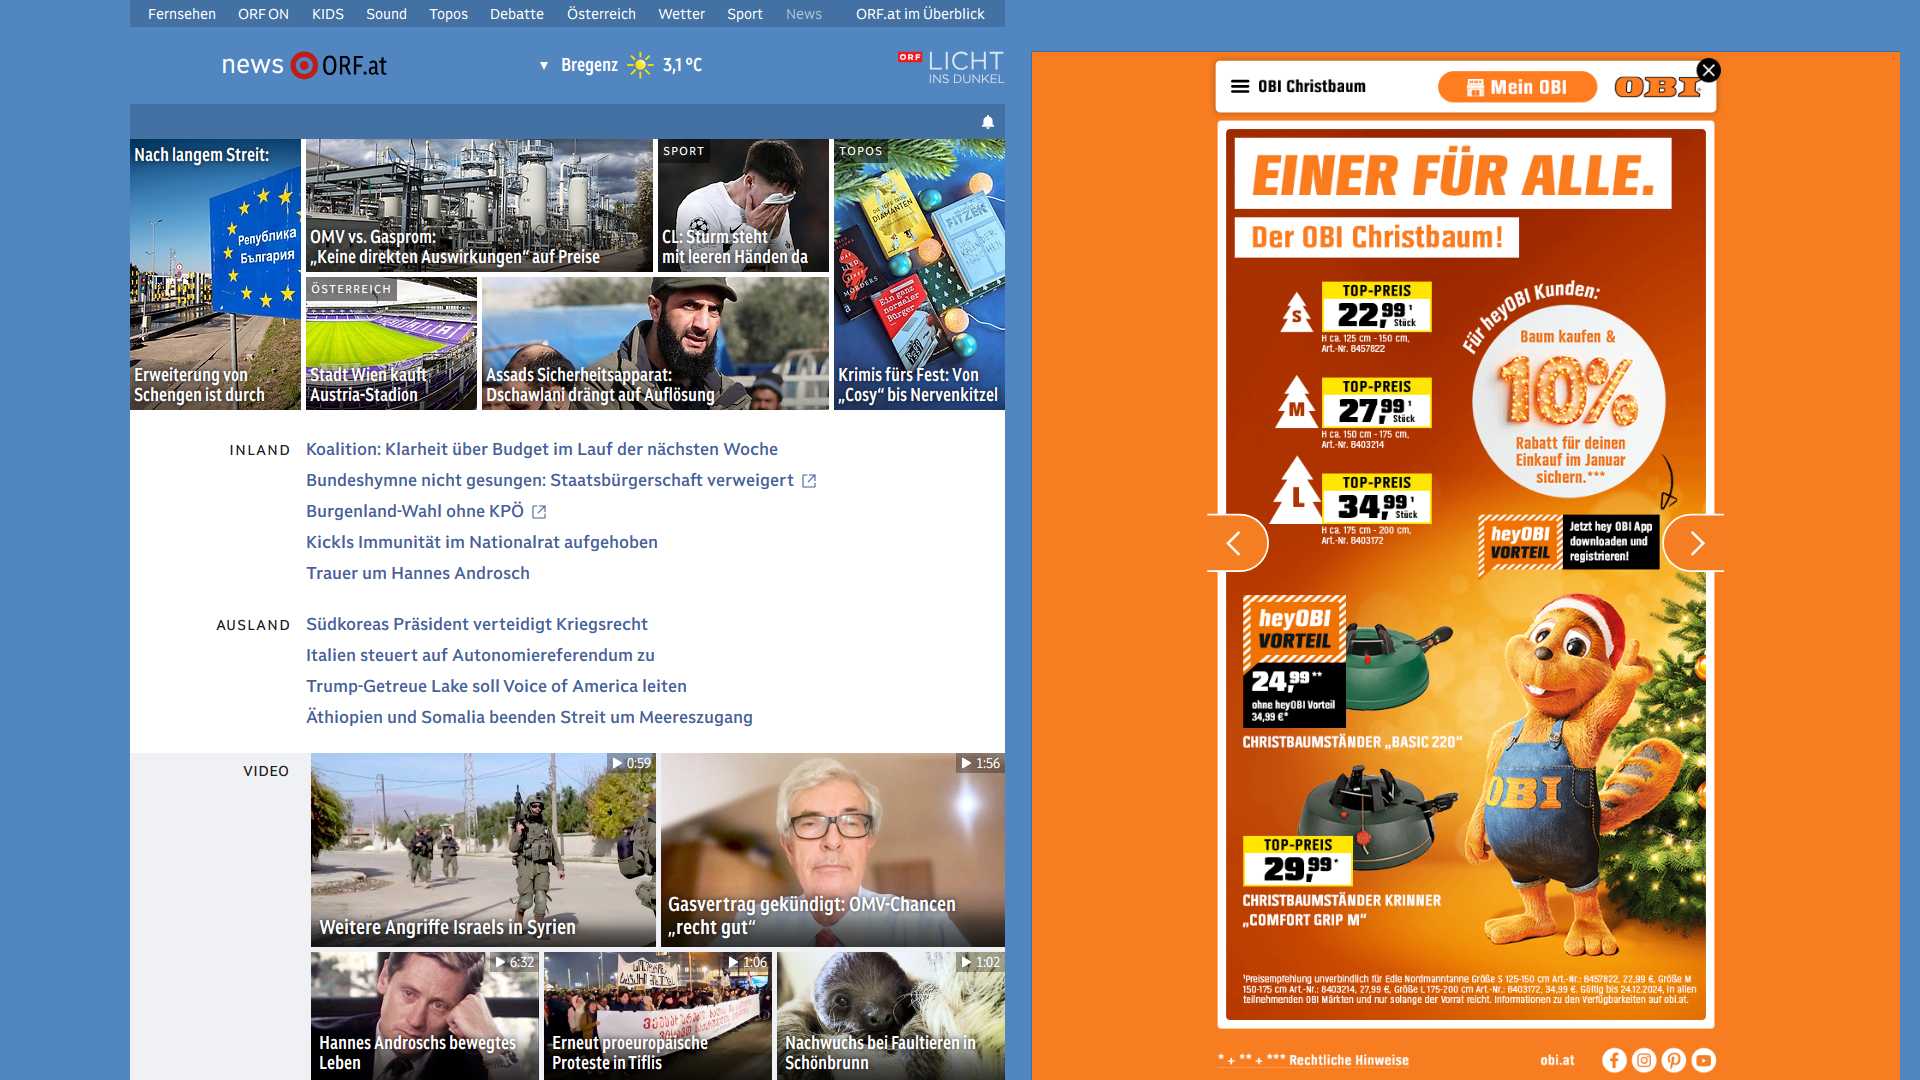 Fernsehen ORF ON KIDS Sound Topos Debatte Österreich Wetter Sport News ORF.at im Überblick
news ORF.at
Bregenz 3,1 °C
ORF LICHT
INS DUNKEL
Nach langem Streit:
Република
България
Erweiterung von
Schengen ist durch
OMV vs. Gasprom:
„Keine direkten Auswirkungen“ auf Preise
SPORT
CL: Sturm steht
mit leeren Händen da
TOPOS
DIAMANTEN
FITZEK
Ein ganz
normaler
Bürger
Krimis fürs Fest: Von
„Cosy“ bis Nervenkitzel
ÖSTERREICH
Stadt Wien kauft
Austria-Stadion
Assads Sicherheitsapparat:
Dschawlani drängt auf Auflösung
INLAND
Koalition: Klarheit über Budget im Lauf der nächsten Woche
Bundeshymne nicht gesungen: Staatsbürgerschaft verweigert
Burgenland-Wahl ohne KPÖ
Kickls Immunität im Nationalrat aufgehoben
Trauer um Hannes Androsch
AUSLAND
Südkoreas Präsident verteidigt Kriegsrecht
Italien steuert auf Autonomiereferendum zu
Trump-Getreue Lake soll Voice of America leiten
Äthiopien und Somalia beenden Streit um Meereszugang
VIDEO
0:59
Weitere Angriffe Israels in Syrien
1:56
Gasvertrag gekündigt: OMV-Chancen
„recht gut“
6:32
Hannes Androschs bewegtes
Leben
1:06
Erneut proeuropäische
Proteste in Tiflis
1:02
Nachwuchs bei Faultieren in
Schönbrunn
OBI Christbaum
Mein OBI
OBI
EINER FÜR ALLE.
Der OBI Christbaum!
S
TOP-PREIS
22,99¹
Stück
H ca. 125 cm - 150 cm,
Art.-Nr. 8457822
M
TOP-PREIS
27,99¹
Stück
H ca. 150 cm - 175 cm,
Art.-Nr. 8403214
L
TOP-PREIS
34,99¹
Stück
H ca. 175 cm - 200 cm,
Art.-Nr. 8403172
Für heyOBI Kunden:
Baum kaufen &
10%
Rabatt für deinen
Einkauf im Januar
sichern.***
heyOBI
VORTEIL
Jetzt hey OBI App
downloaden und
registrieren!
heyOBI
VORTEIL
24,99**
ohne heyOBI Vorteil
34,99 €*
CHRISTBAUMSTÄNDER „BASIC 220“
OBI
TOP-PREIS
29,99*
CHRISTBAUMSTÄNDER KRINNER
„COMFORT GRIP M“
¹Preisempfehlung unverbindlich für Edle Nordmanntanne Größe S 125-150 cm Art.-Nr.: 8457822, 22,99 €, Größe M
150-175 cm Art.-Nr.: 8403214, 27,99 €, Größe L 175-200 cm Art.-Nr.: 8403172, 34,99 €. Gültig bis 24.12.2024, in allen
teilnehmenden OBI Märkten und nur solange der Vorrat reicht. Informationen zu den Verfügbarkeiten auf obi.at.
* + ** + *** Rechtliche Hinweise
obi.at